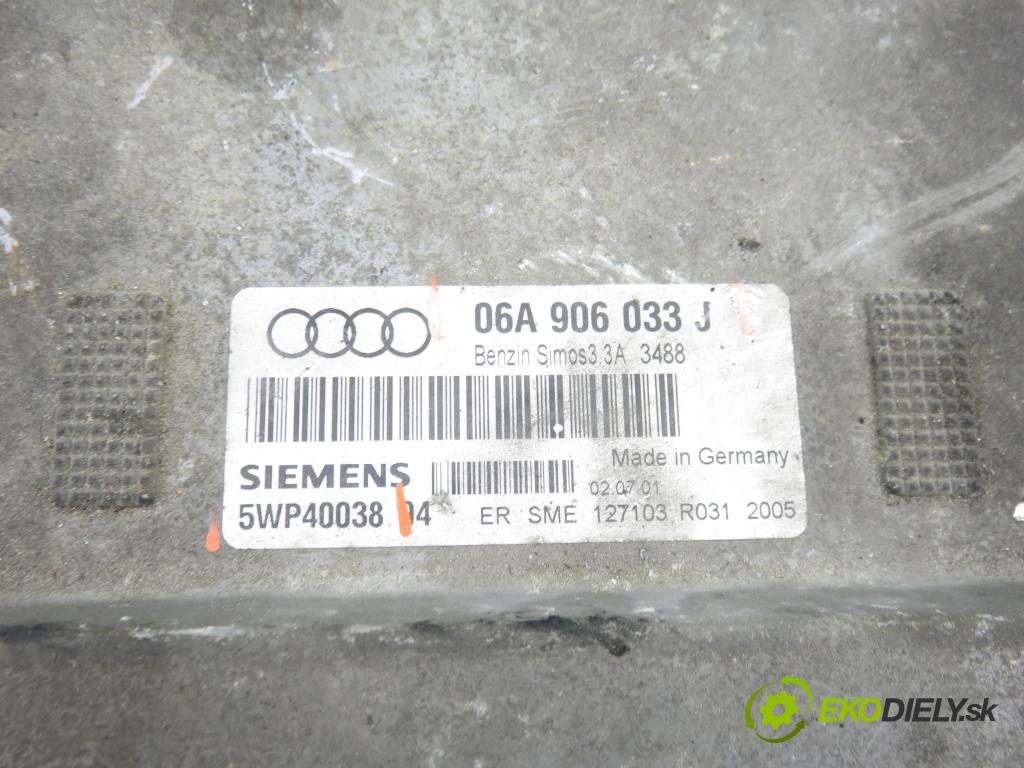 06A 906 033 J
Benzin Simos3.3A 3488
Made in Germany
SIEMENS
02.07.01
5WP40038 04 ER SME 127103 R031 2005
EKODIELY.sk